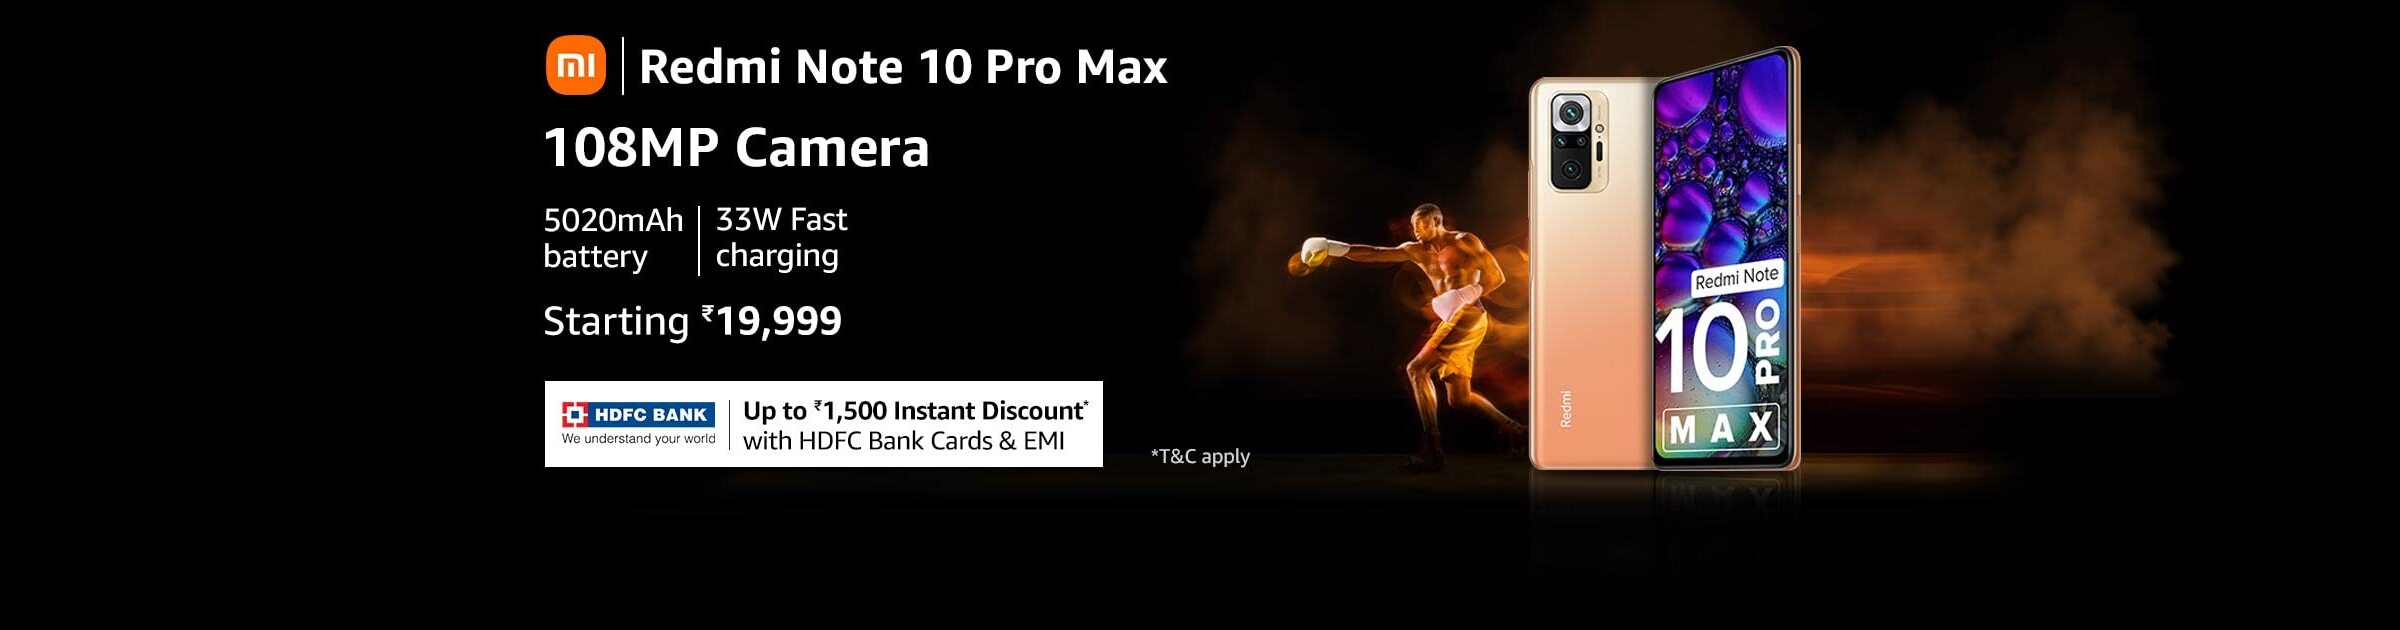 mi
Redmi Note 10 Pro Max
108MP Camera
5020mAh
battery
33W Fast
charging
Starting ₹19,999
HDFC BANK
We understand your world
Up to ₹1,500 Instant Discount*
with HDFC Bank Cards & EMI
*T&C apply
Redmi
Redmi Note
10 PRO
MAX